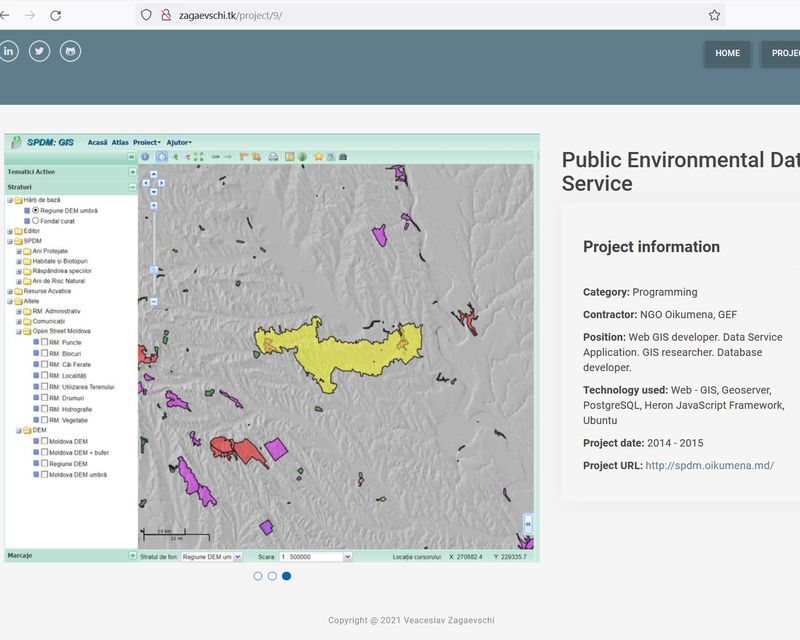 zagaevschi.tk/project/9/
HOME
PROJEC
SPDM: GIS
Acasă Atlas Proiect Ajutor
Tematici Active
Straturi
Hărți de bază
Regiune DEM umbră
Fondal curat
Editor
SPDM
Arii Protejate
Habitate și Biotopuri
Răspândirea speciilor
Arii de Risc Natural
Resurse Acvatice
Altele
RM: Administrativ
Comunicații
Open Street Moldova
RM: Puncte
RM: Blocuri
RM: Căi Ferate
RM: Localități
RM: Utilizarea Terenului
RM: Drumuri
RM: Hidrografie
RM: Vegetație
DEM
Moldova DEM
Moldova DEM + bufer
Regiune DEM
Moldova DEM umbră
Marcaje
10 km
10 mi
Stratul de fon: Regiune DEM um
Scara: 1 : 500000
Locația cursorului X: 270882.4 Y: 229335.7
Public Environmental Dat
Service
Project information
Category: Programming
Contractor: NGO Oikumena, GEF
Position: Web GIS developer. Data Service
Application. GIS researcher. Database
developer.
Technology used: Web - GIS, Geoserver,
PostgreSQL, Heron JavaScript Framework,
Ubuntu
Project date: 2014 - 2015
Project URL: http://spdm.oikumena.md/
Copyright @ 2021 Veaceslav Zagaevschi